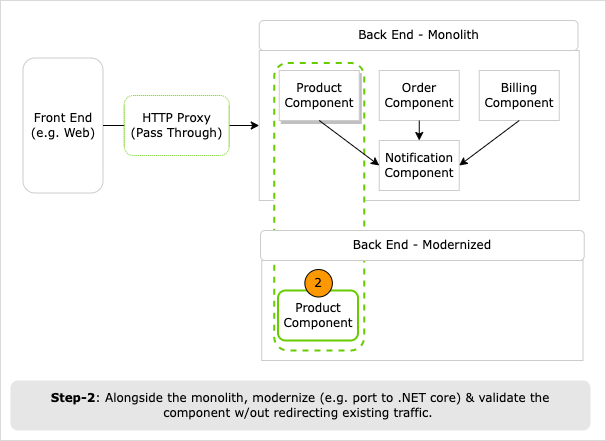 Back End - Monolith
Front End
(e.g. Web)
HTTP Proxy
(Pass Through)
Product
Component
Order
Component
Billing
Component
Notification
Component
Back End - Modernized
2
Product
Component
Step-2: Alongside the monolith, modernize (e.g. port to .NET core) & validate the
component w/out redirecting existing traffic.